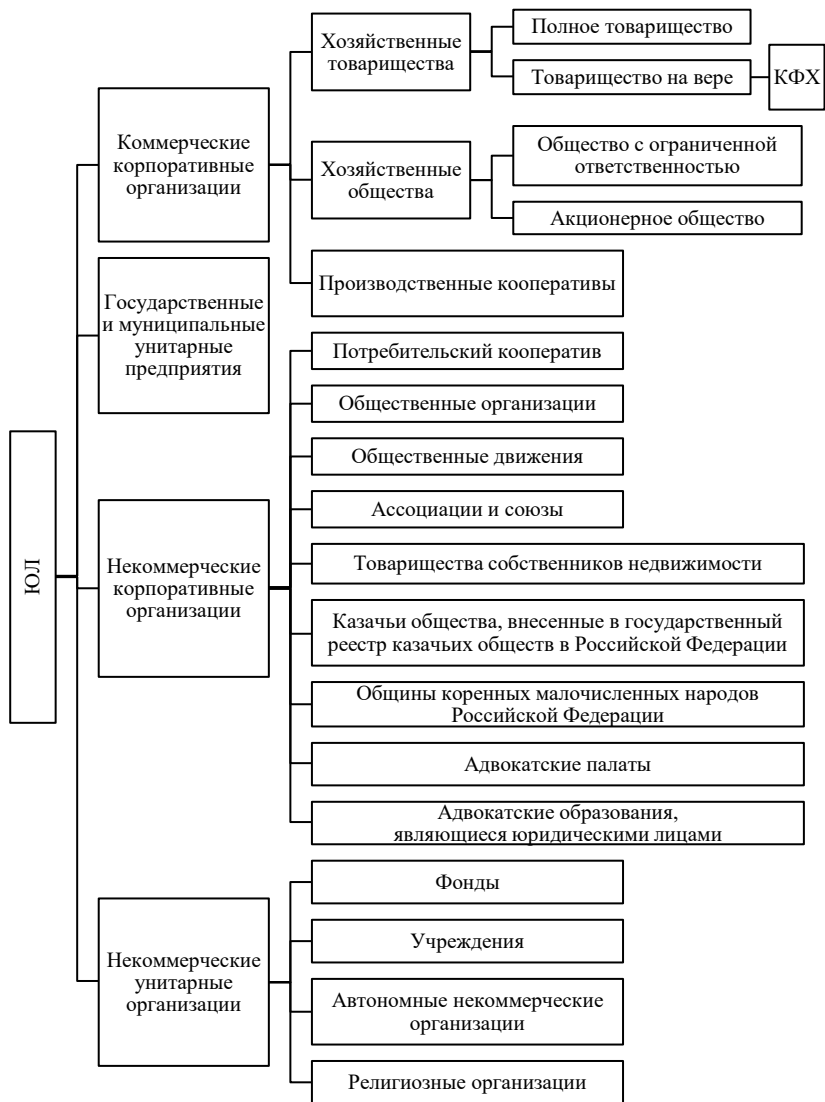 Хозяйственные
товарищества
Полное товарищество
Товарищество на вере
КФХ
Коммерческие
корпоративные
организации
Хозяйственные
общества
Общество с ограниченной
ответственностью
Акционерное общество
Производственные кооперативы
Государственные
и муниципальные
унитарные
предприятия
ЮЛ
Некоммерческие
корпоративные
организации
Потребительский кооператив
Общественные организации
Общественные движения
Ассоциации и союзы
Товарищества собственников недвижимости
Казачьи общества, внесенные в государственный
реестр казачьих обществ в Российской Федерации
Общины коренных малочисленных народов
Российской Федерации
Адвокатские палаты
Адвокатские образования,
являющиеся юридическими лицами
Некоммерческие
унитарные
организации
Фонды
Учреждения
Автономные некоммерческие
организации
Религиозные организации